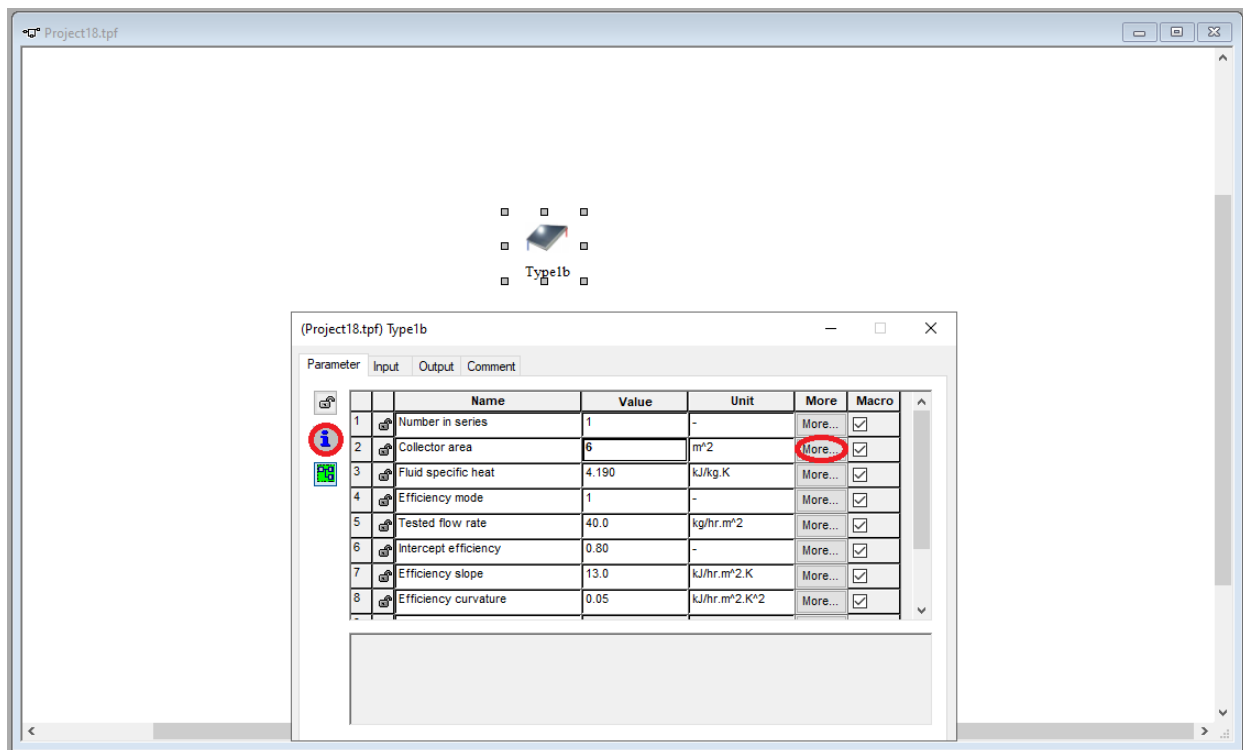 Project18.tpf
Type1b
(Project18.tpf) Type1b
Parameter Input Output Comment
Name Value Unit More Macro
1 Number in series 1 - More...
2 Collector area 6 m^2 More...
3 Fluid specific heat 4.190 kJ/kg.K More...
4 Efficiency mode 1 - More...
5 Tested flow rate 40.0 kg/hr.m^2 More...
6 Intercept efficiency 0.80 - More...
7 Efficiency slope 13.0 kJ/hr.m^2.K More...
8 Efficiency curvature 0.05 kJ/hr.m^2.K^2 More...